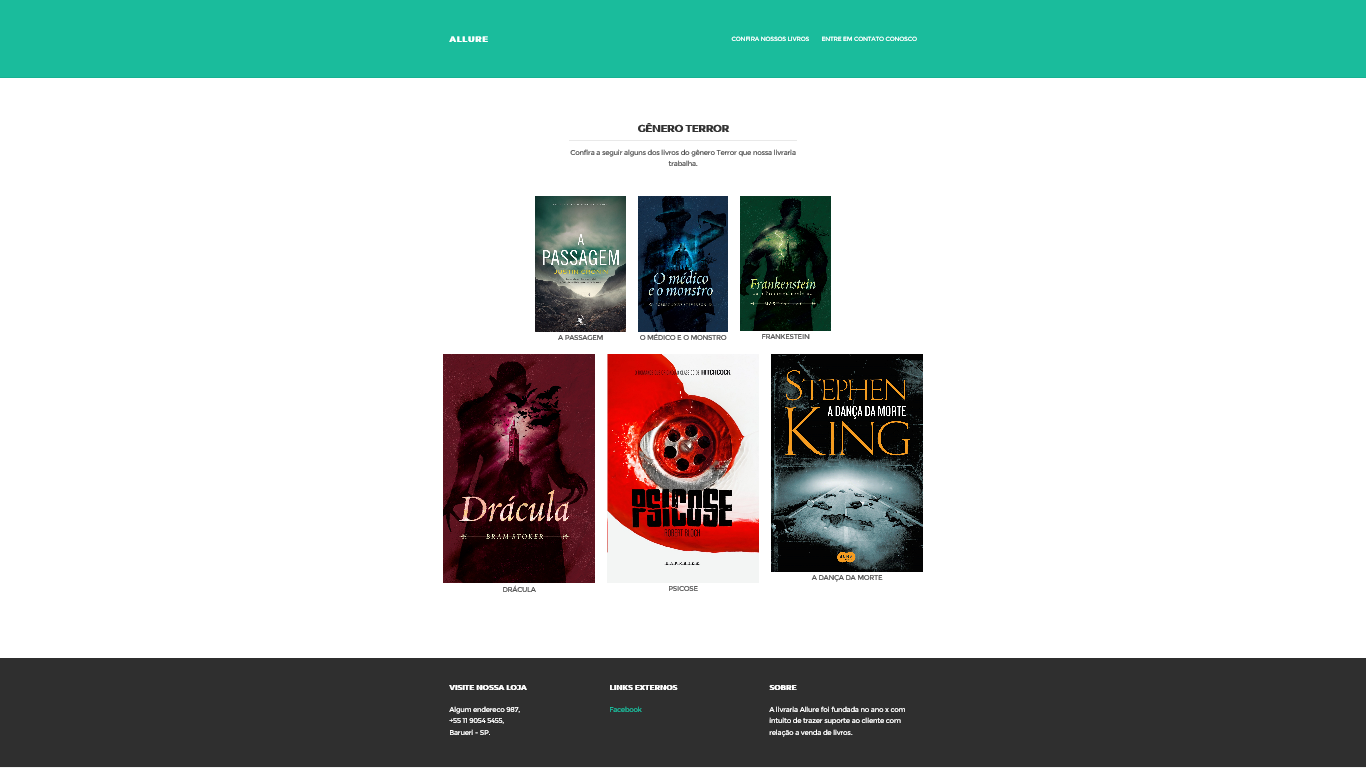 ALLURE
CONFIRA NOSSOS LIVROS
ENTRE EM CONTATO CONOSCO
GÊNERO TERROR
Confira a seguir alguns dos livros do gênero Terror que nossa livraria
trabalha.
A
PASSAGEM
O médico
e o monstro
Frankenstein
A PASSAGEM
O MÉDICO E O MONSTRO
FRANKESTEIN
Drácula
BRAM STOKER
HITCHCOCK
PSICOSE
STEPHEN
A DANÇA DA MORTE
KING
DRÁCULA
PSICOSE
A DANÇA DA MORTE
VISITE NOSSA LOJA
Algum endereco 987,
+55 11 9054 5455,
Barueri - SP.
LINKS EXTERNOS
Facebook
SOBRE
A livraria Allure foi fundada no ano x com
intuito de trazer suporte ao cliente com
relação a venda de livros.